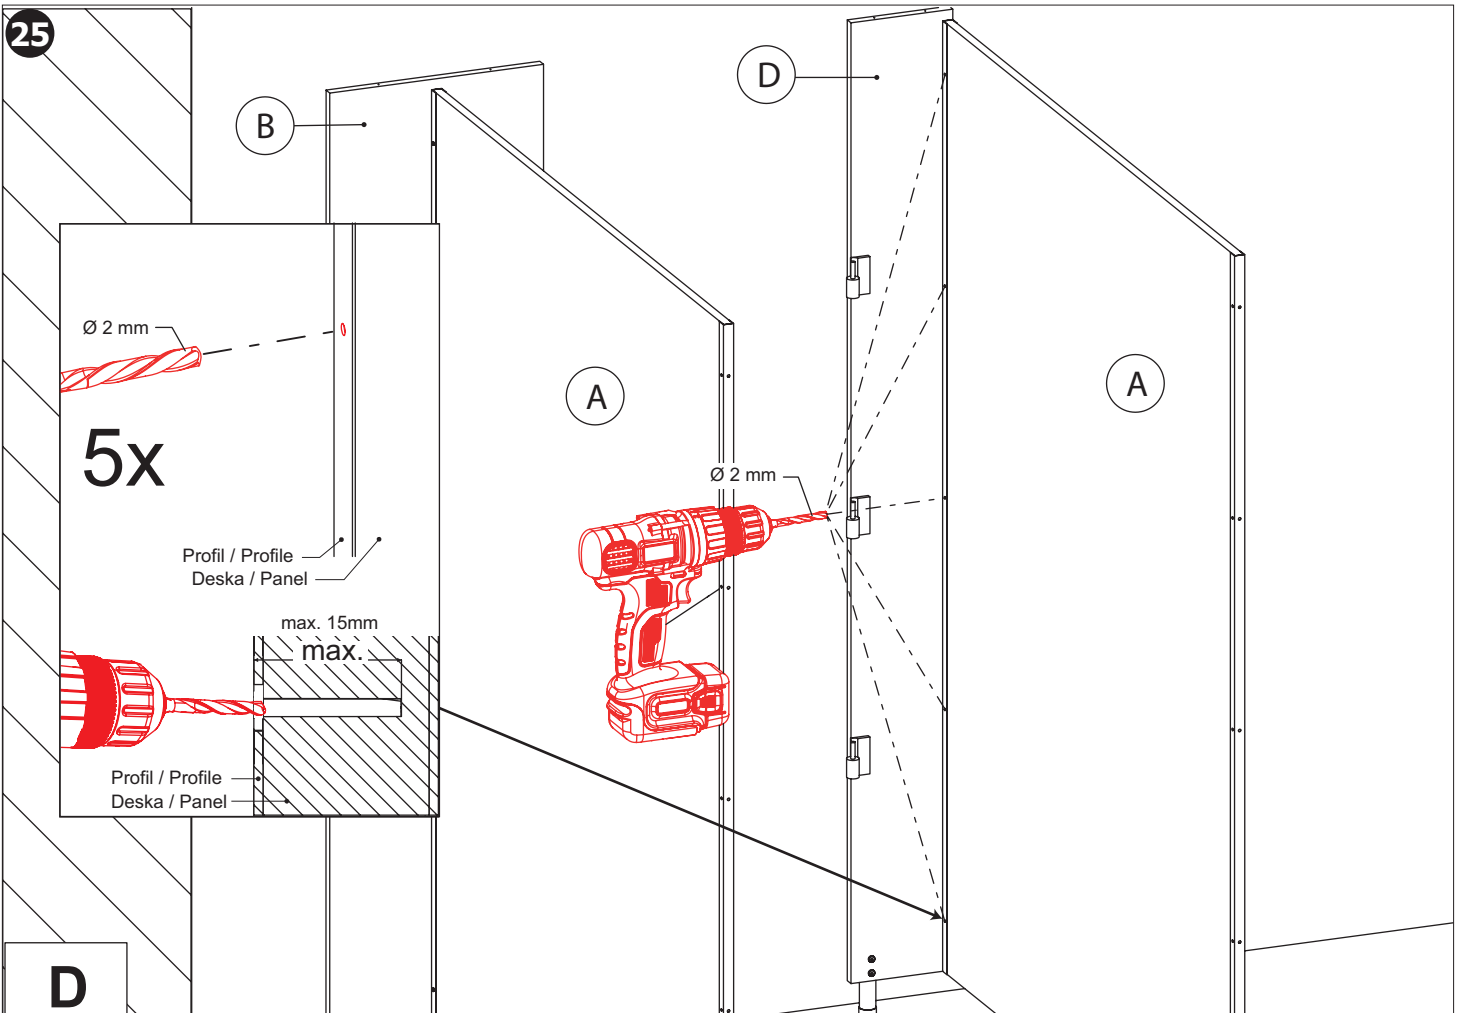 25
B
D
Ø 2 mm
5x
A
A
Ø 2 mm
Profil / Profile
Deska / Panel
max. 15mm
max.
Profil / Profile
Deska / Panel
D